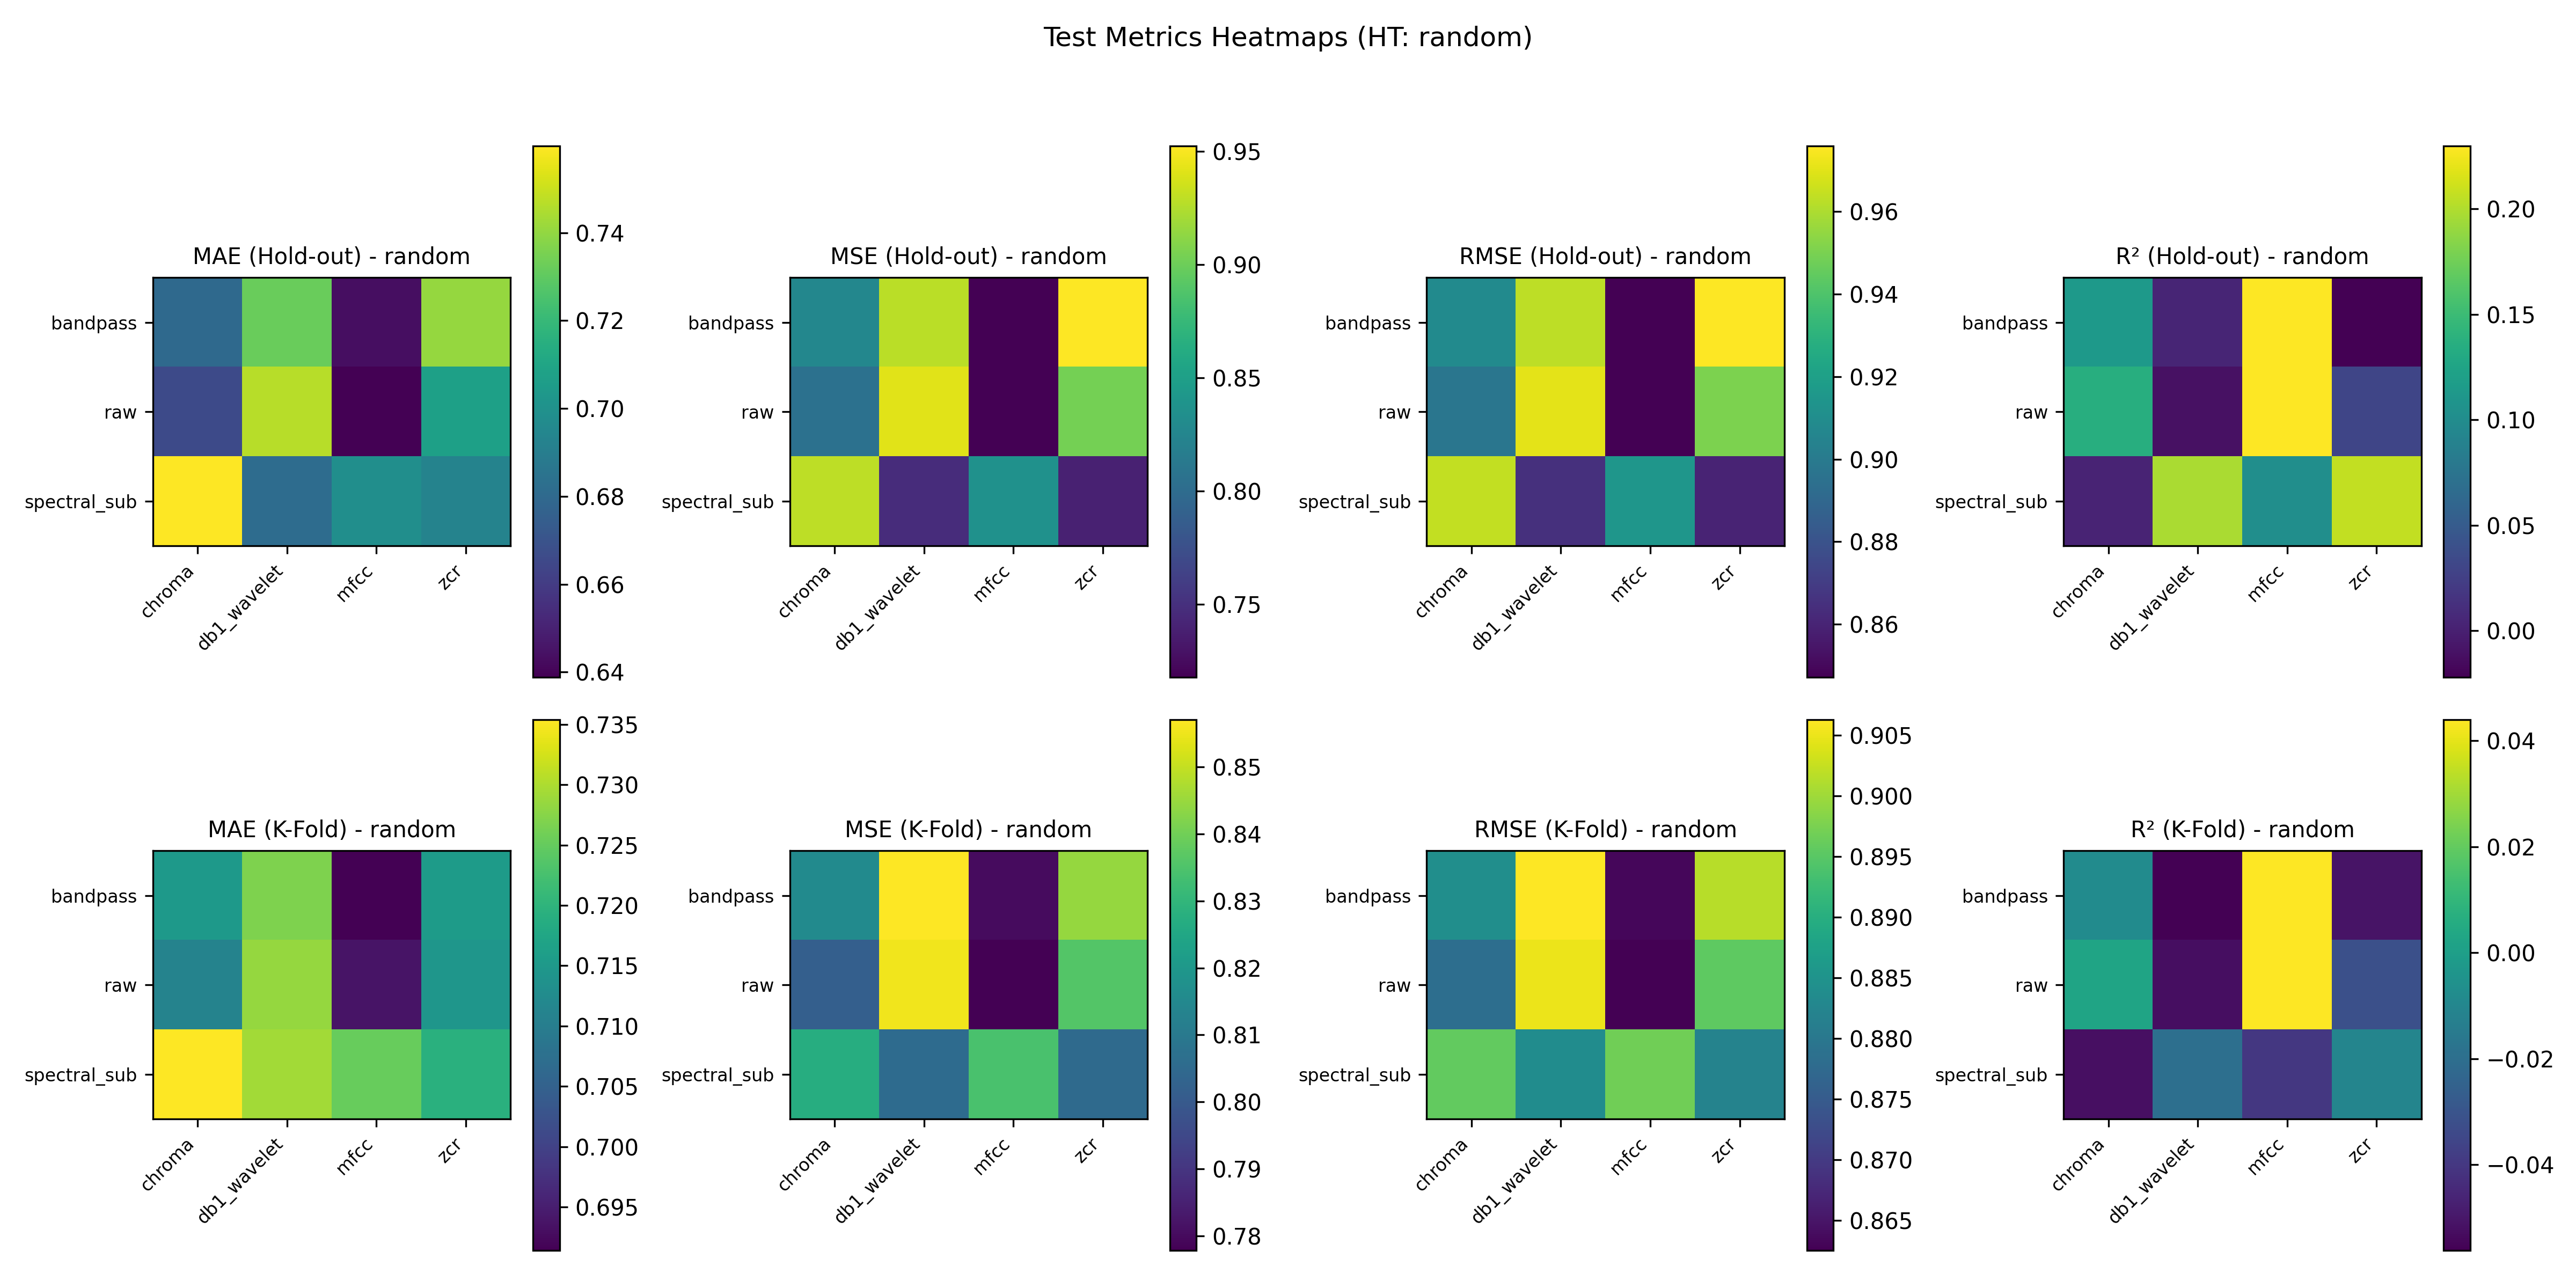 Test Metrics Heatmaps (HT: random)
MAE (Hold-out) - random
bandpass
raw
spectral_sub
chroma
db1_wavelet
mfcc
zcr
0.74
0.72
0.70
0.68
0.66
0.64
MSE (Hold-out) - random
bandpass
raw
spectral_sub
chroma
db1_wavelet
mfcc
zcr
0.95
0.90
0.85
0.80
0.75
RMSE (Hold-out) - random
bandpass
raw
spectral_sub
chroma
db1_wavelet
mfcc
zcr
0.96
0.94
0.92
0.90
0.88
0.86
R² (Hold-out) - random
bandpass
raw
spectral_sub
chroma
db1_wavelet
mfcc
zcr
0.20
0.15
0.10
0.05
0.00
MAE (K-Fold) - random
bandpass
raw
spectral_sub
chroma
db1_wavelet
mfcc
zcr
0.735
0.730
0.725
0.720
0.715
0.710
0.705
0.700
0.695
MSE (K-Fold) - random
bandpass
raw
spectral_sub
chroma
db1_wavelet
mfcc
zcr
0.85
0.84
0.83
0.82
0.81
0.80
0.79
0.78
RMSE (K-Fold) - random
bandpass
raw
spectral_sub
chroma
db1_wavelet
mfcc
zcr
0.905
0.900
0.895
0.890
0.885
0.880
0.875
0.870
0.865
R² (K-Fold) - random
bandpass
raw
spectral_sub
chroma
db1_wavelet
mfcc
zcr
0.04
0.02
0.00
−0.02
−0.04